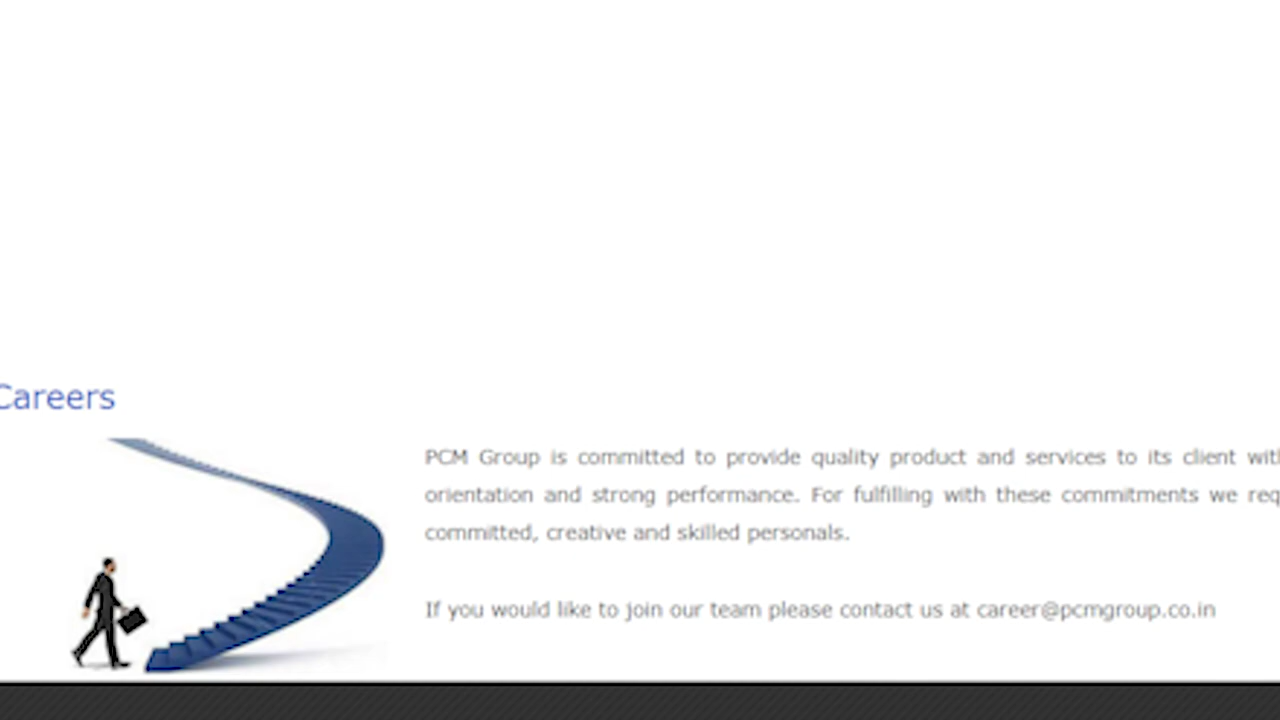 Careers
PCM Group is committed to provide quality product and services to its client
orientation and strong performance. For fulfilling with these commitments we
committed, creative and skilled personals.
If you would like to join our team please contact us at career@pcmgroup.co.in